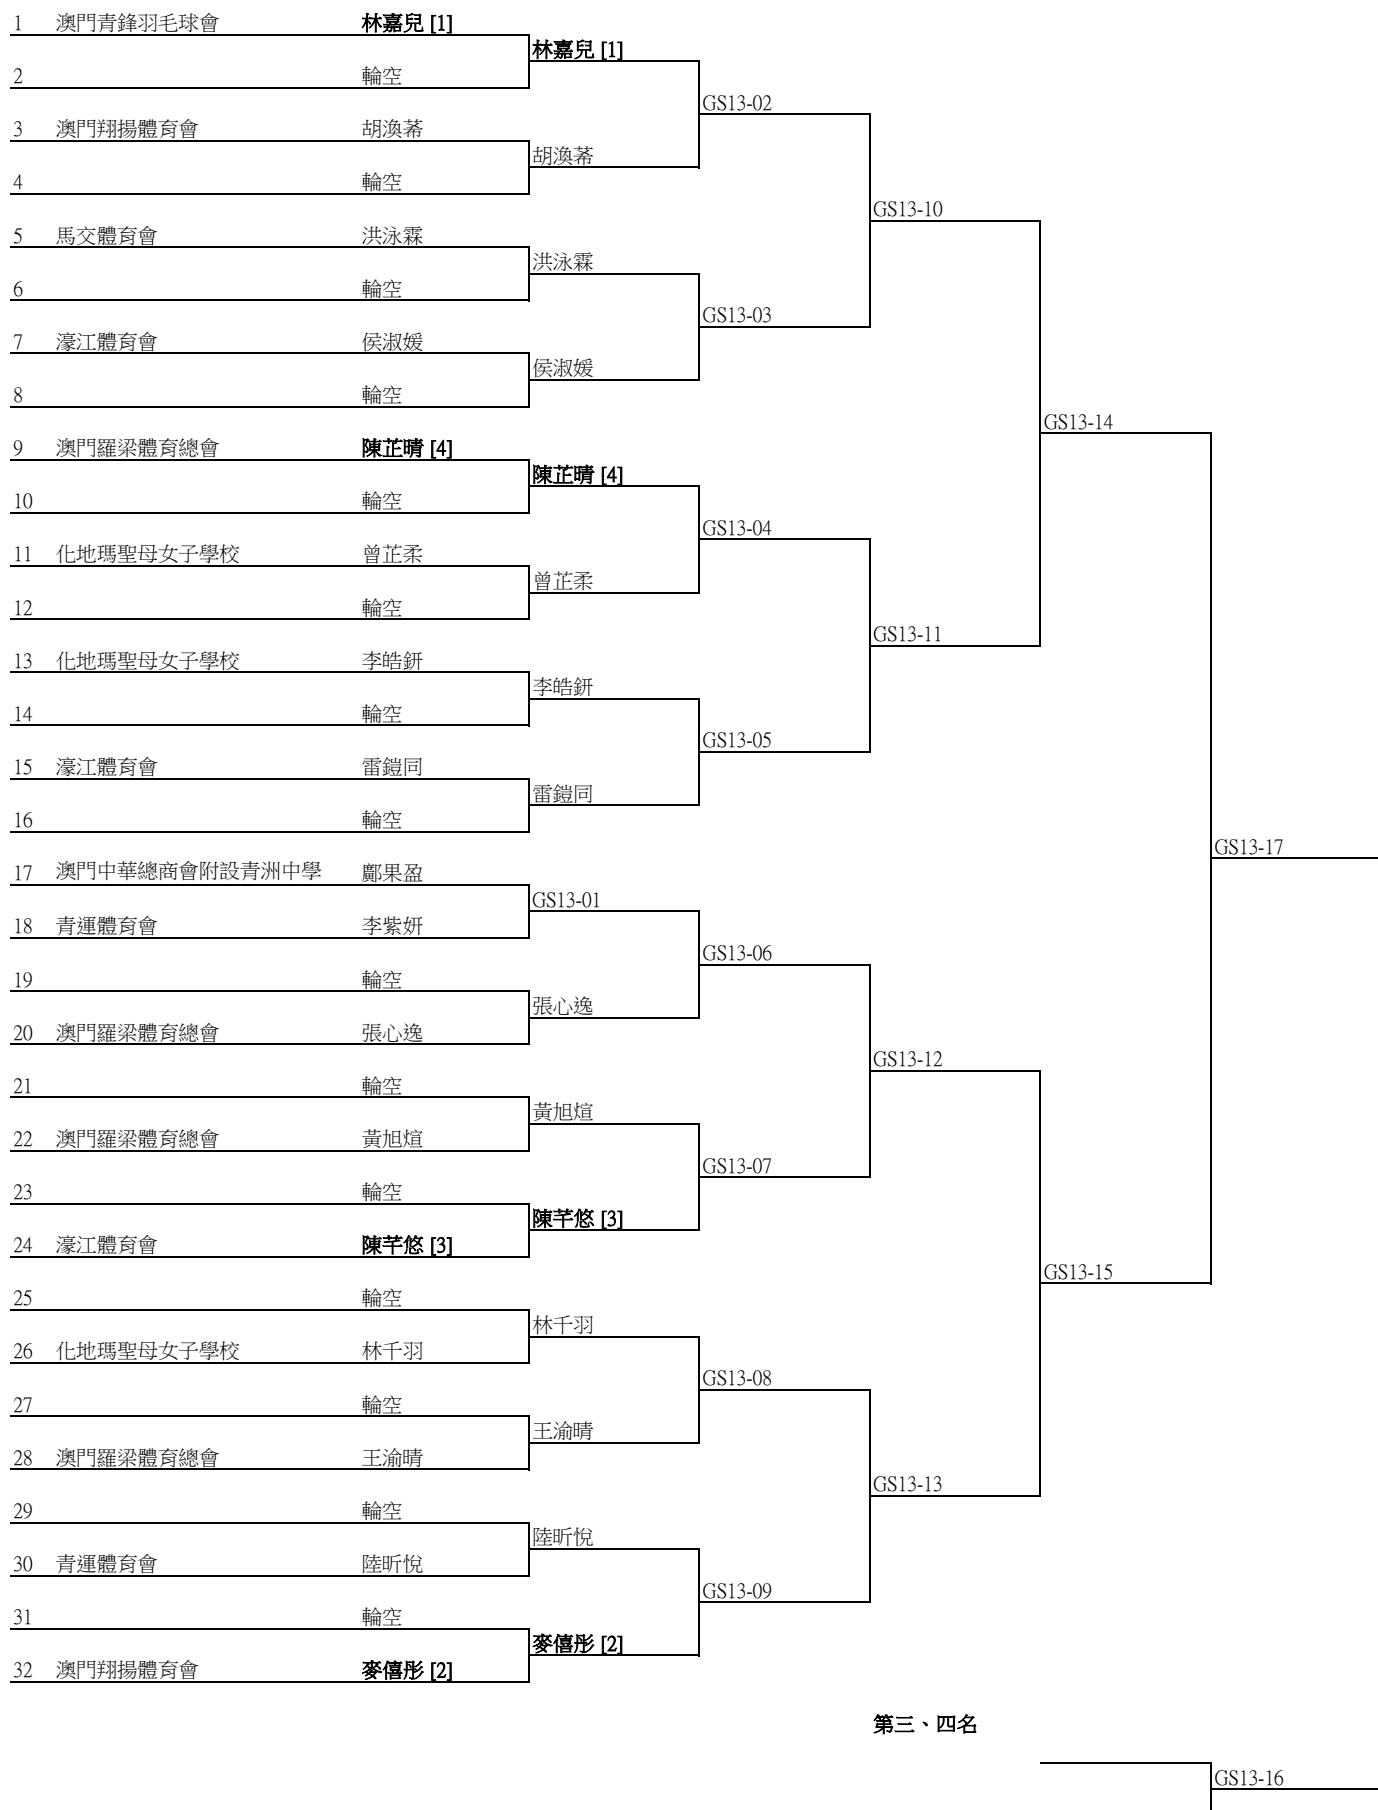 1 澳門青鋒羽毛球會 林嘉兒 [1]
林嘉兒 [1]
2 輪空
GS13-02
3 澳門翔揚體育會 胡渙莃
胡渙莃
4 輪空
GS13-10
5 馬交體育會 洪泳霖
洪泳霖
6 輪空
GS13-03
7 濠江體育會 侯淑媛
侯淑媛
8 輪空
GS13-14
9 澳門羅梁體育總會 陳芷晴 [4]
陳芷晴 [4]
10 輪空
GS13-04
11 化地瑪聖母女子學校 曾芷柔
曾芷柔
12 輪空
GS13-11
13 化地瑪聖母女子學校 李皓鈃
李皓鈃
14 輪空
GS13-05
15 濠江體育會 雷鎧同
雷鎧同
16 輪空
GS13-17
17 澳門中華總商會附設青洲中學 鄺果盈
GS13-01
18 青運體育會 李紫妍
GS13-06
19 輪空
張心逸
20 澳門羅梁體育總會 張心逸
GS13-12
21 輪空
黃旭煊
22 澳門羅梁體育總會 黃旭煊
GS13-07
23 輪空
陳芊悠 [3]
24 濠江體育會 陳芊悠 [3]
GS13-15
25 輪空
林千羽
26 化地瑪聖母女子學校 林千羽
GS13-08
27 輪空
王渝晴
28 澳門羅梁體育總會 王渝晴
GS13-13
29 輪空
陸昕悅
30 青運體育會 陸昕悅
GS13-09
31 輪空
麥僖彤 [2]
32 澳門翔揚體育會 麥僖彤 [2]
第三、四名
GS13-16